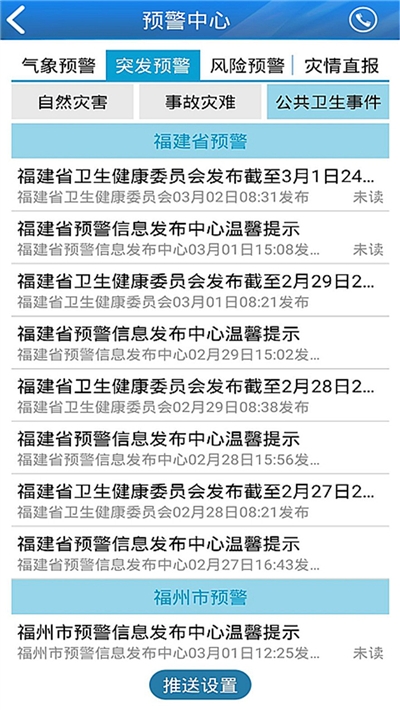 预警中心
气象预警 突发预警 风险预警 灾情直报
自然灾害 事故灾难 公共卫生事件
福建省预警
福建省卫生健康委员会发布截至3月1日24...
福建省卫生健康委员会03月02日08:31发布 未读
福建省预警信息发布中心温馨提示
福建省预警信息发布中心03月01日15:08发... 未读
福建省卫生健康委员会发布截至2月29日2...
福建省卫生健康委员会03月01日08:21发布
福建省预警信息发布中心温馨提示
福建省预警信息发布中心02月29日15:02发...
福建省卫生健康委员会发布截至2月28日2...
福建省卫生健康委员会02月29日08:38发布
福建省预警信息发布中心温馨提示
福建省预警信息发布中心02月28日15:56发...
福建省卫生健康委员会发布截至2月27日2...
福建省卫生健康委员会02月28日08:21发布
福建省预警信息发布中心温馨提示
福建省预警信息发布中心02月27日16:43发...
福州市预警
福州市预警信息发布中心温馨提示
福州市预警信息发布中心03月01日12:25发... 未读
推送设置